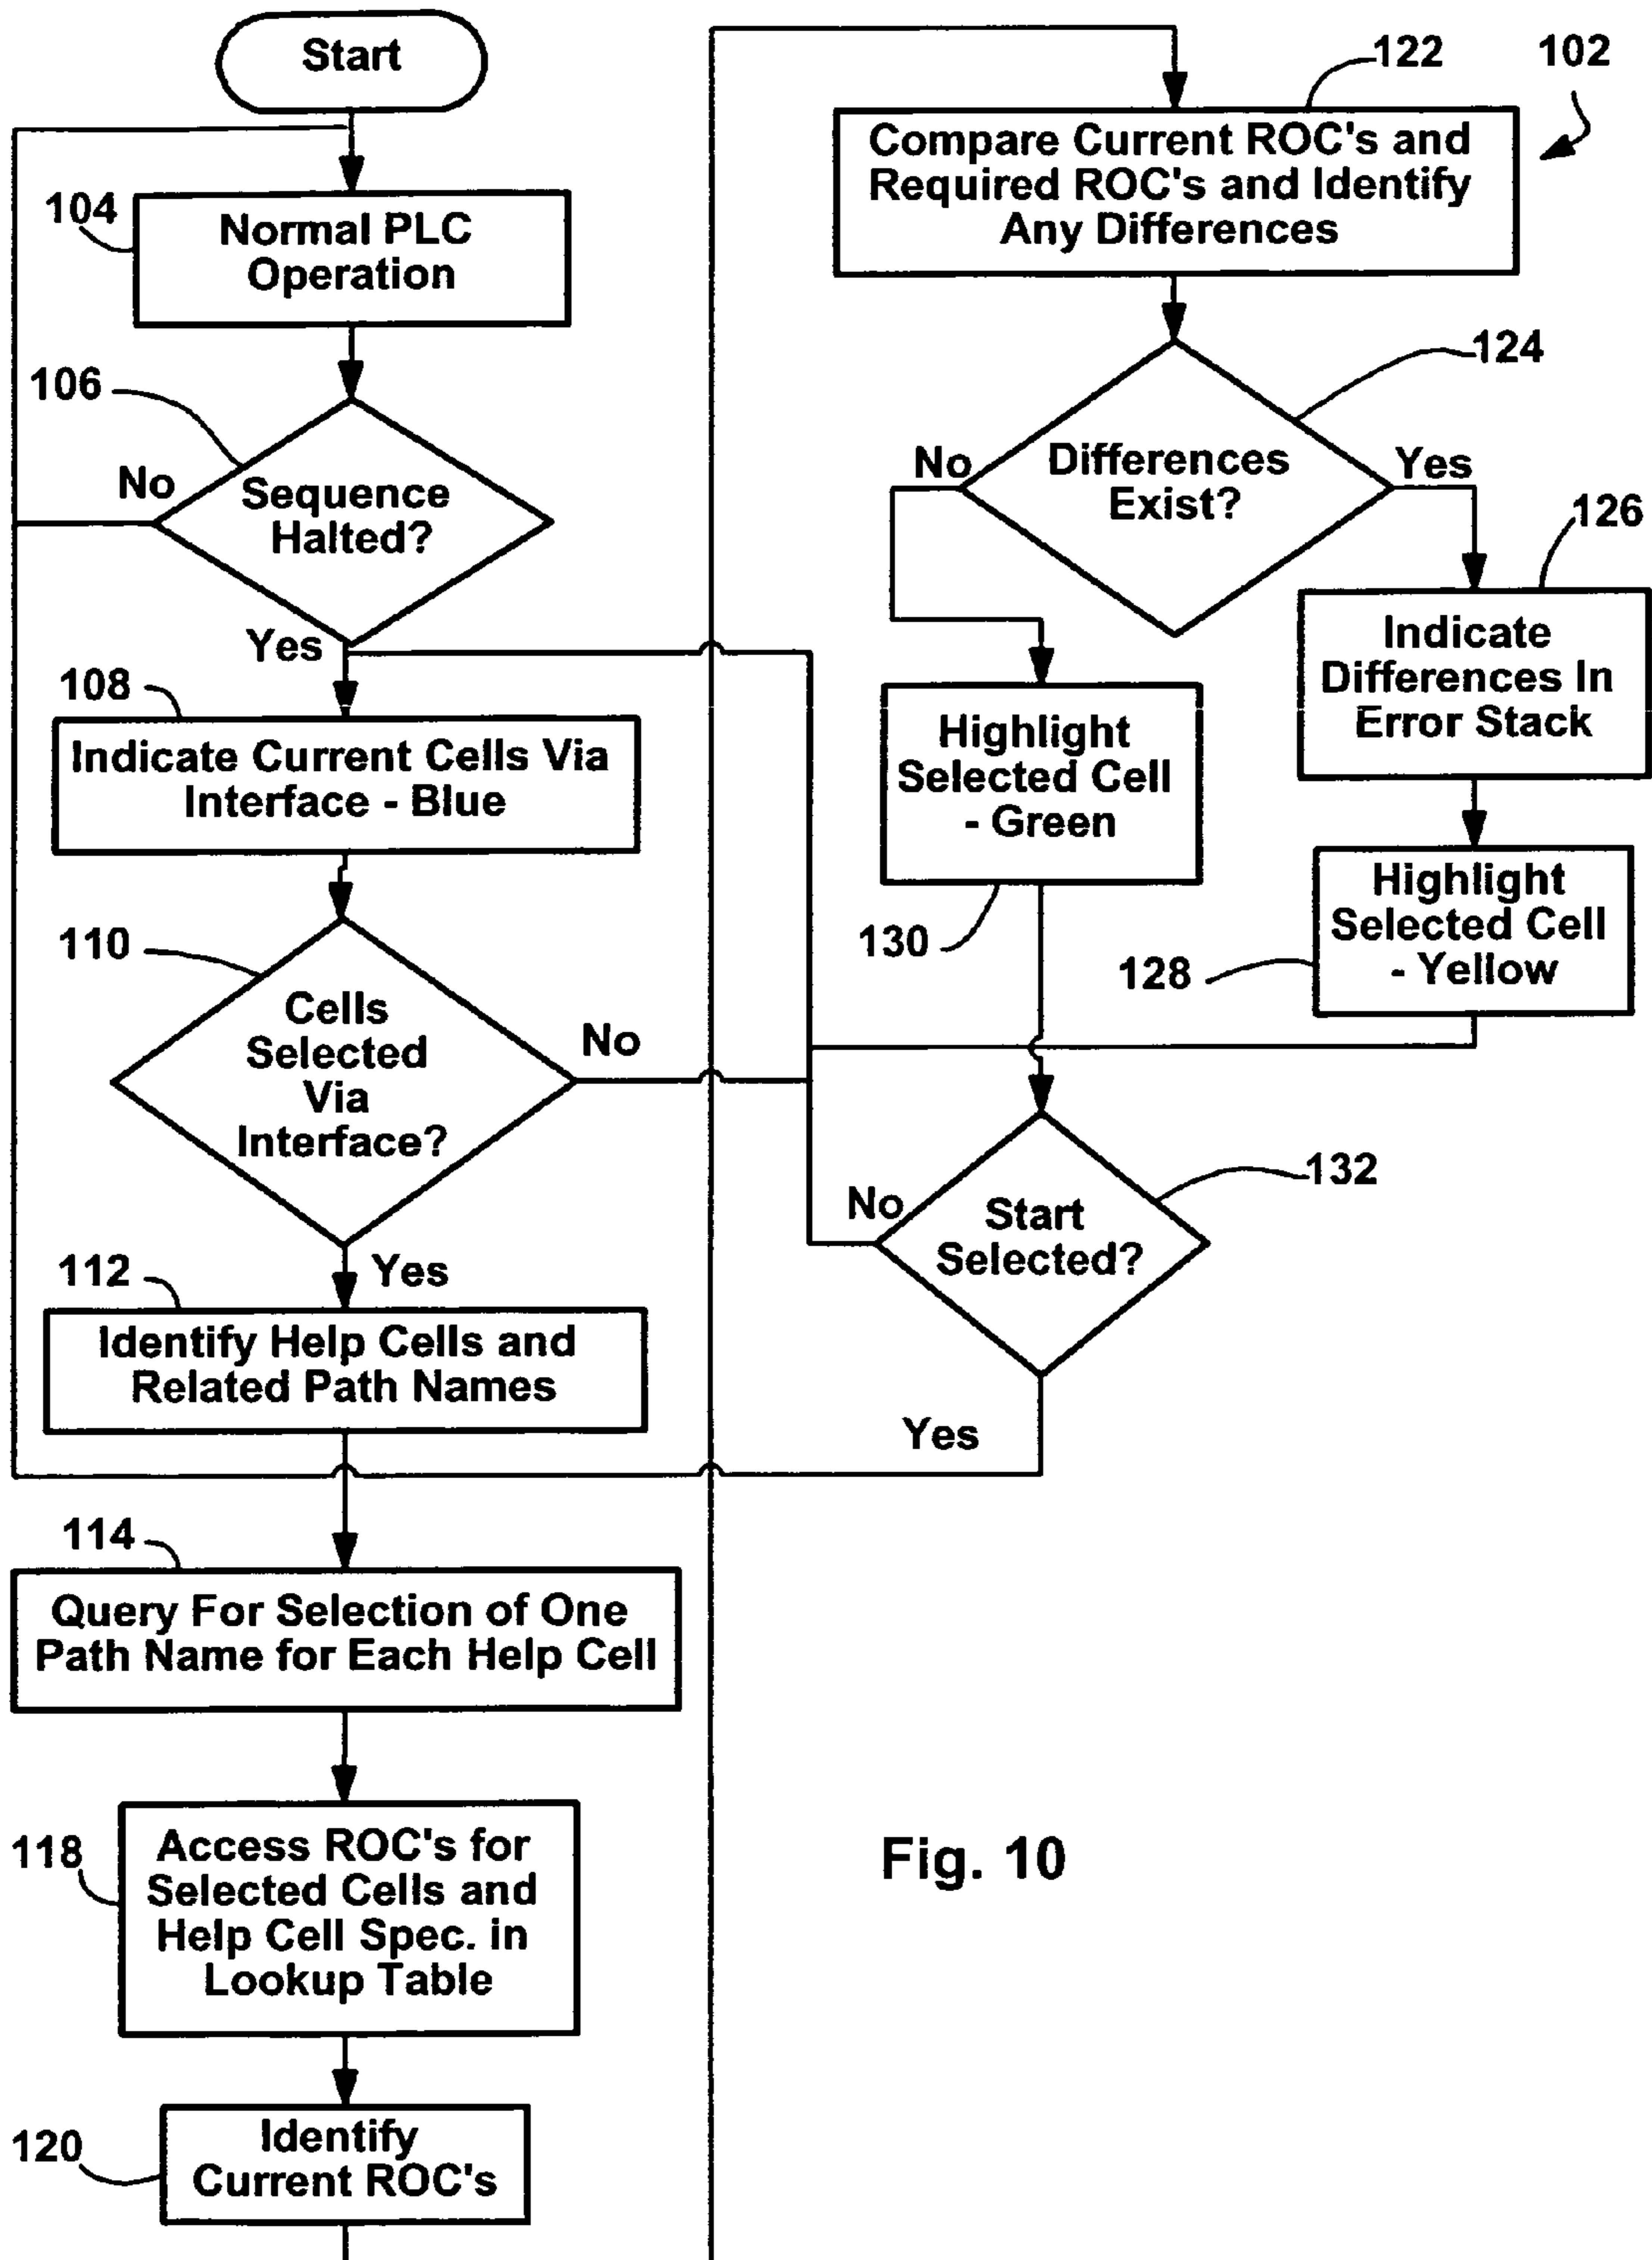 Start
104
Normal PLC
Operation
106
No
Sequence
Halted?
Yes
108
Indicate Current Cells Via
Interface - Blue
110
Cells
Selected
Via
Interface?
No
Yes
112
Identify Help Cells and
Related Path Names
114
Query For Selection of One
Path Name for Each Help Cell
118
Access ROC's for
Selected Cells and
Help Cell Spec. in
Lookup Table
120
Identify
Current ROC's
122
102
Compare Current ROC's and
Required ROC's and Identify
Any Differences
124
No
Differences
Exist?
Yes
126
Indicate
Differences In
Error Stack
Highlight
Selected Cell
- Green
130
Highlight
Selected Cell
- Yellow
128
132
No
Start
Selected?
Yes
Fig. 10